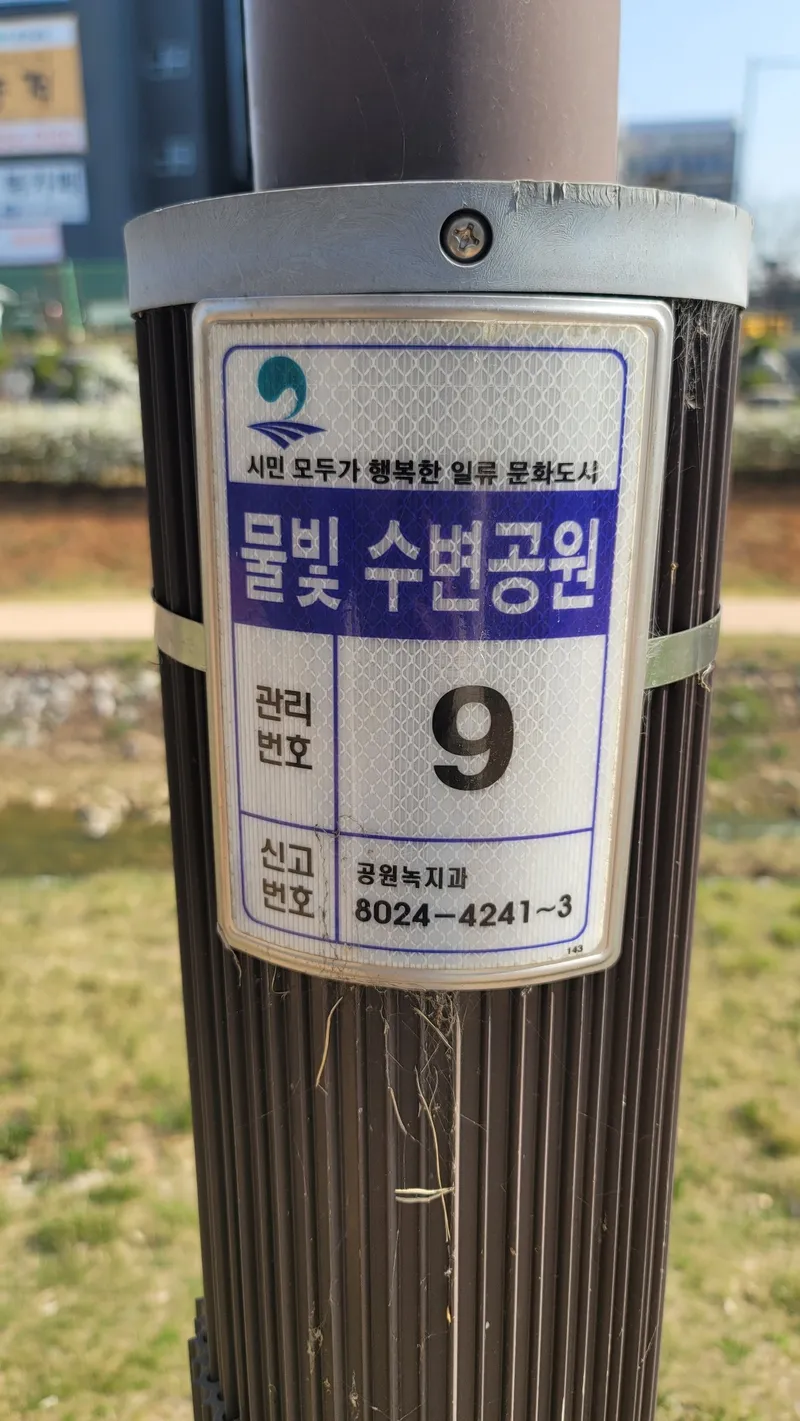 시민 모두가 행복한 일류 문화도시
물빛 수변공원
관리
번호
9
신고
번호
공원녹지과
8024-4241~3
143